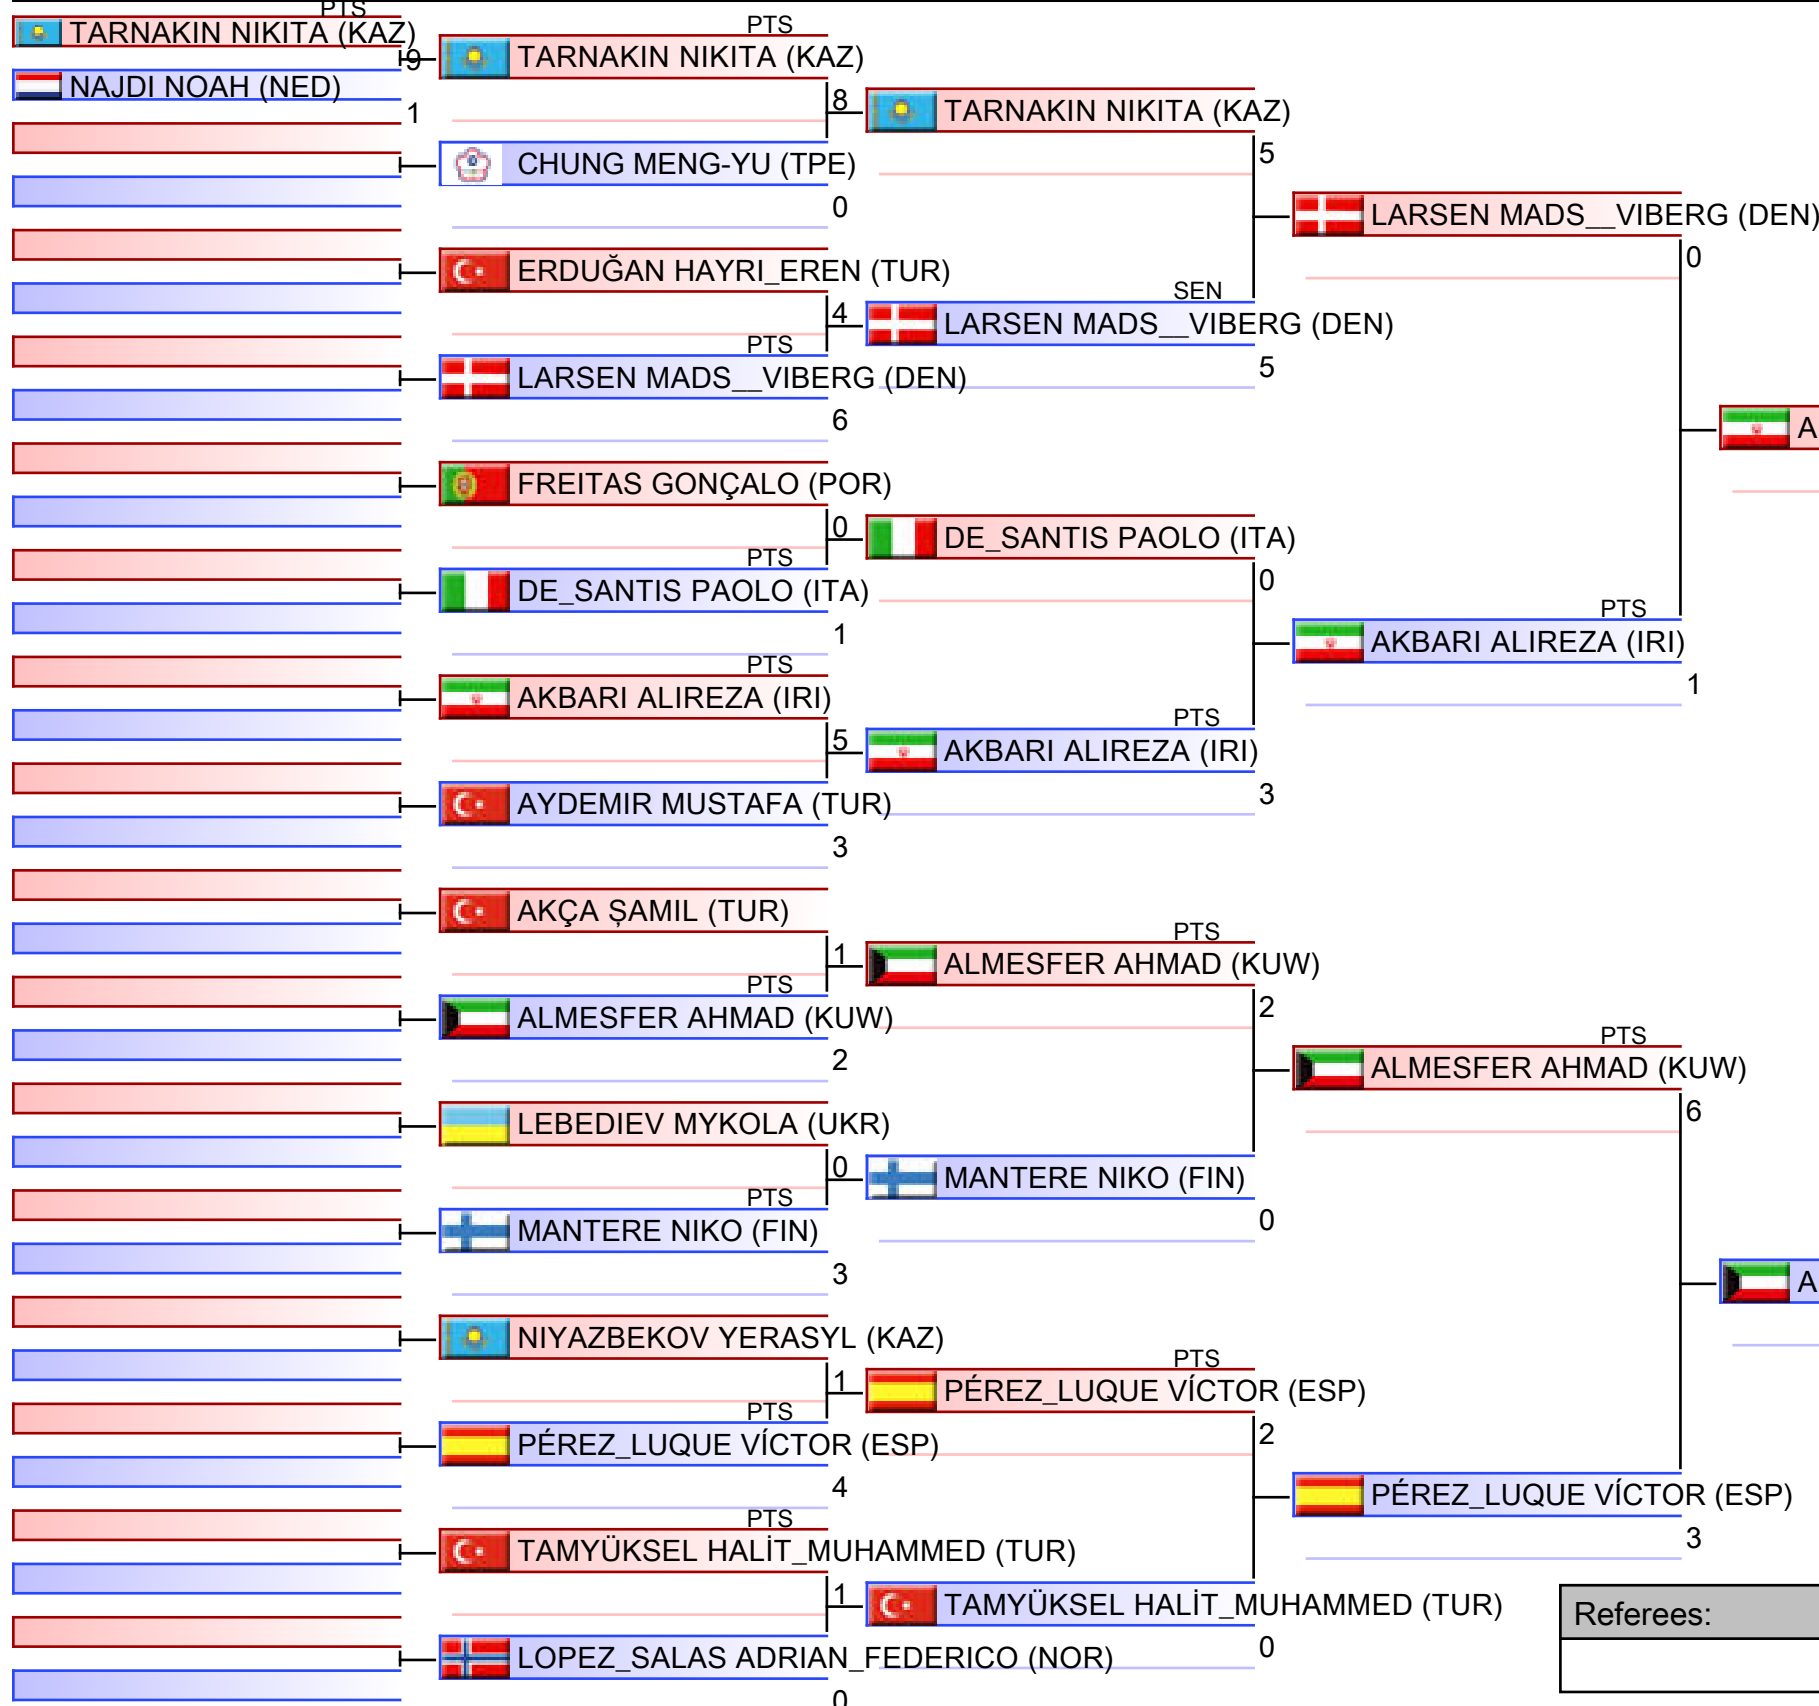 PTS
TARNAKIN NIKITA (KAZ)
9
NAJDI NOAH (NED)
1
PTS
TARNAKIN NIKITA (KAZ)
8
CHUNG MENG-YU (TPE)
0
ERDUĞAN HAYRI_EREN (TUR)
4
PTS
LARSEN MADS__VIBERG (DEN)
6
FREITAS GONÇALO (POR)
0
PTS
DE_SANTIS PAOLO (ITA)
1
PTS
AKBARI ALIREZA (IRI)
5
AYDEMIR MUSTAFA (TUR)
3
AKÇA ŞAMIL (TUR)
1
PTS
ALMESFER AHMAD (KUW)
2
LEBEDIEV MYKOLA (UKR)
0
PTS
MANTERE NIKO (FIN)
3
NIYAZBEKOV YERASYL (KAZ)
1
PTS
PÉREZ_LUQUE VÍCTOR (ESP)
4
PTS
TAMYÜKSEL HALİT_MUHAMMED (TUR)
1
LOPEZ_SALAS ADRIAN_FEDERICO (NOR)
0
TARNAKIN NIKITA (KAZ)
5
SEN
LARSEN MADS__VIBERG (DEN)
5
DE_SANTIS PAOLO (ITA)
0
PTS
AKBARI ALIREZA (IRI)
3
PTS
ALMESFER AHMAD (KUW)
2
MANTERE NIKO (FIN)
0
PTS
PÉREZ_LUQUE VÍCTOR (ESP)
2
TAMYÜKSEL HALİT_MUHAMMED (TUR)
0
LARSEN MADS__VIBERG (DEN)
0
PTS
AKBARI ALIREZA (IRI)
1
PTS
ALMESFER AHMAD (KUW)
6
PÉREZ_LUQUE VÍCTOR (ESP)
3
A
A
Referees: